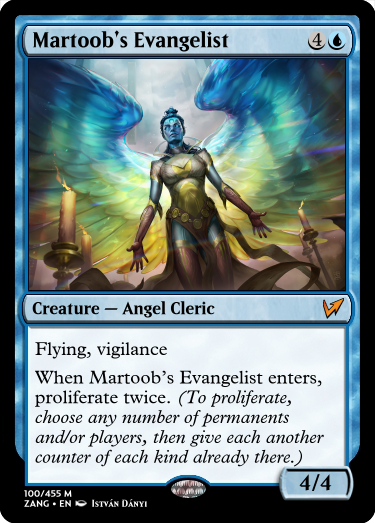 Martoob's Evangelist 4
Creature — Angel Cleric
Flying, vigilance
When Martoob's Evangelist enters,
proliferate twice. (To proliferate,
choose any number of permanents
and/or players, then give each another
counter of each kind already there.)
4/4
100/455 M
ZANG • EN István Dányi